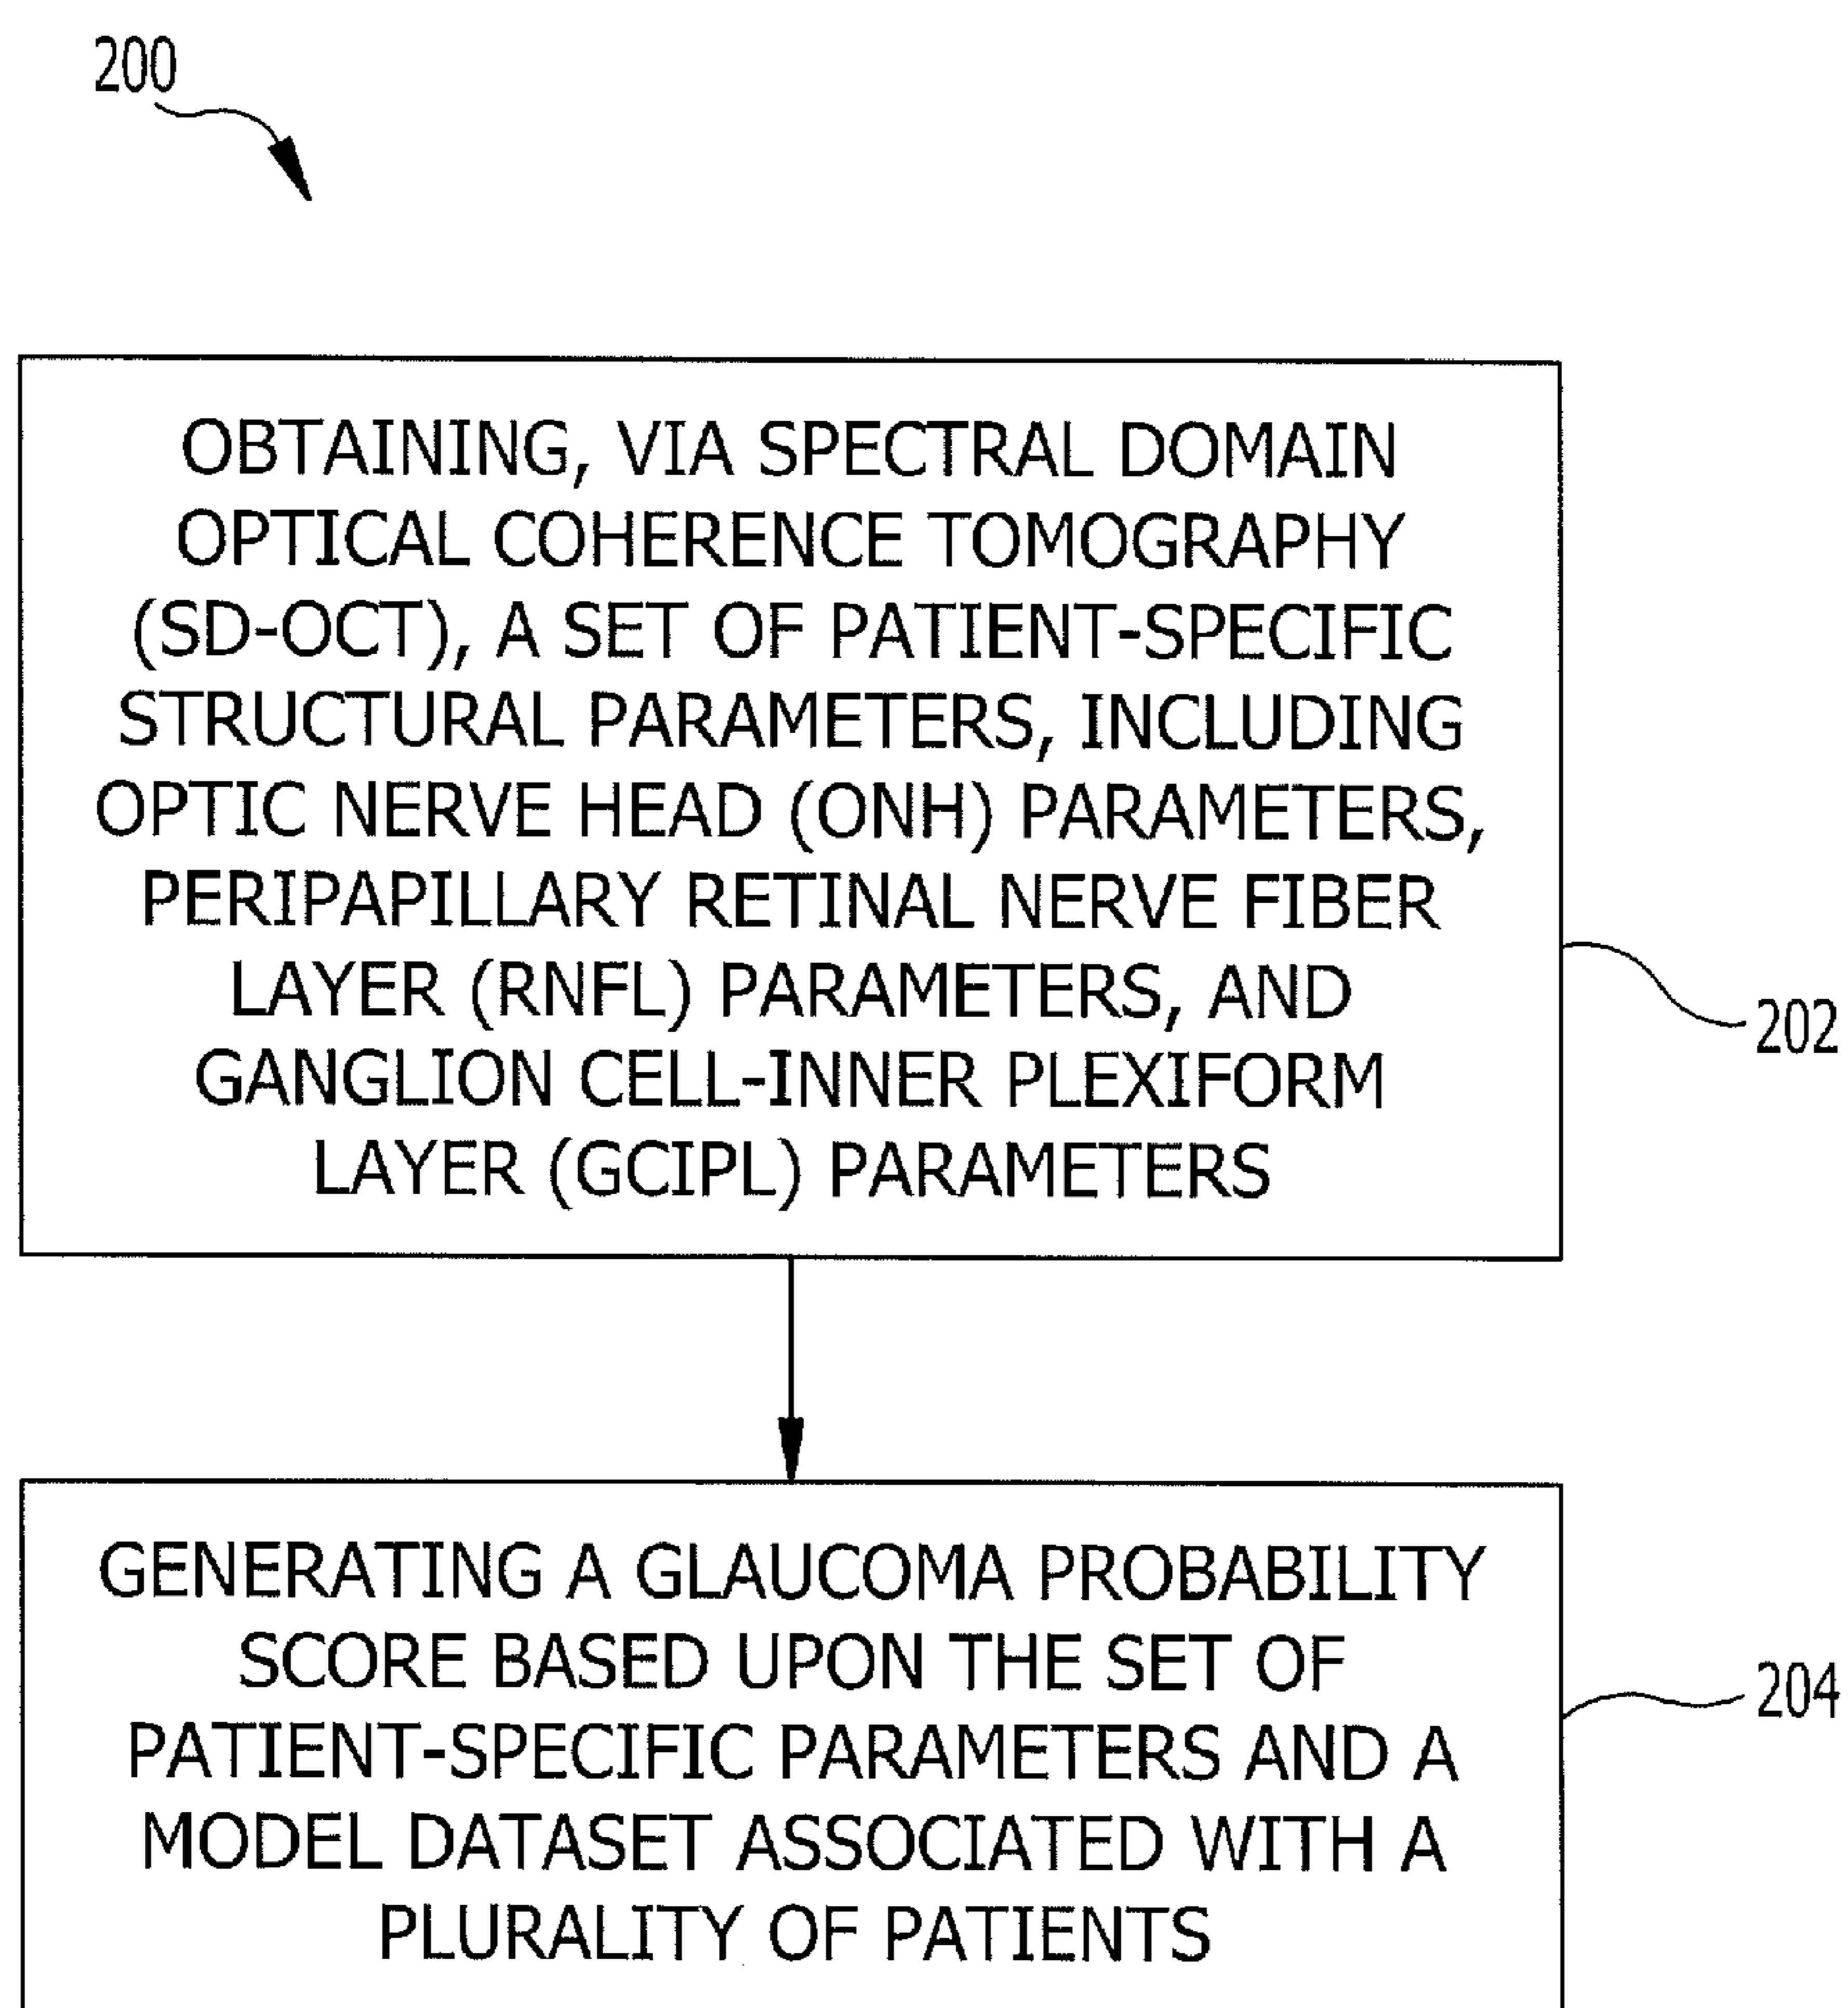 200
OBTAINING, VIA SPECTRAL DOMAIN
OPTICAL COHERENCE TOMOGRAPHY
(SD-OCT), A SET OF PATIENT-SPECIFIC
STRUCTURAL PARAMETERS, INCLUDING
OPTIC NERVE HEAD (ONH) PARAMETERS,
PERIPAPILLARY RETINAL NERVE FIBER
LAYER (RNFL) PARAMETERS, AND
GANGLION CELL-INNER PLEXIFORM
LAYER (GCIPL) PARAMETERS
202
GENERATING A GLAUCOMA PROBABILITY
SCORE BASED UPON THE SET OF
PATIENT-SPECIFIC PARAMETERS AND A
MODEL DATASET ASSOCIATED WITH A
PLURALITY OF PATIENTS
204